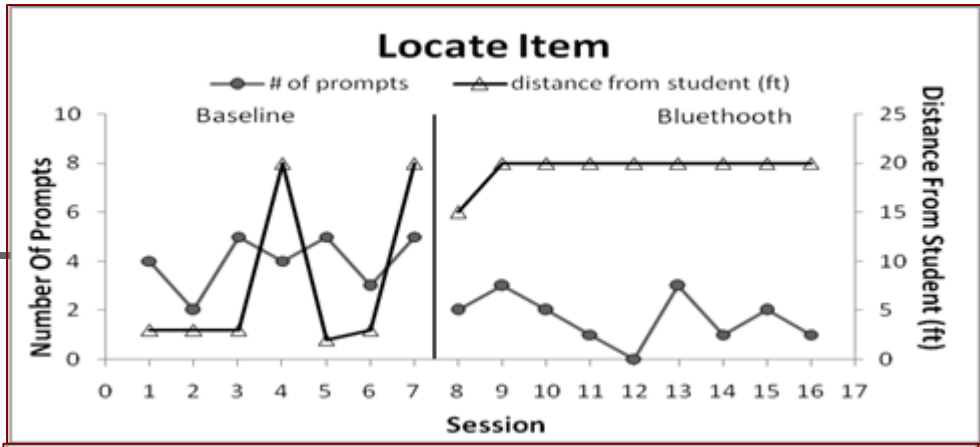 Locate Item
# of prompts distance from student (ft)
Baseline Bluethooth
Number Of Prompts
10
8
6
4
2
0
Distance From Student (ft)
25
20
15
10
5
0
0 1 2 3 4 5 6 7 8 9 10 11 12 13 14 15 16 17
Session